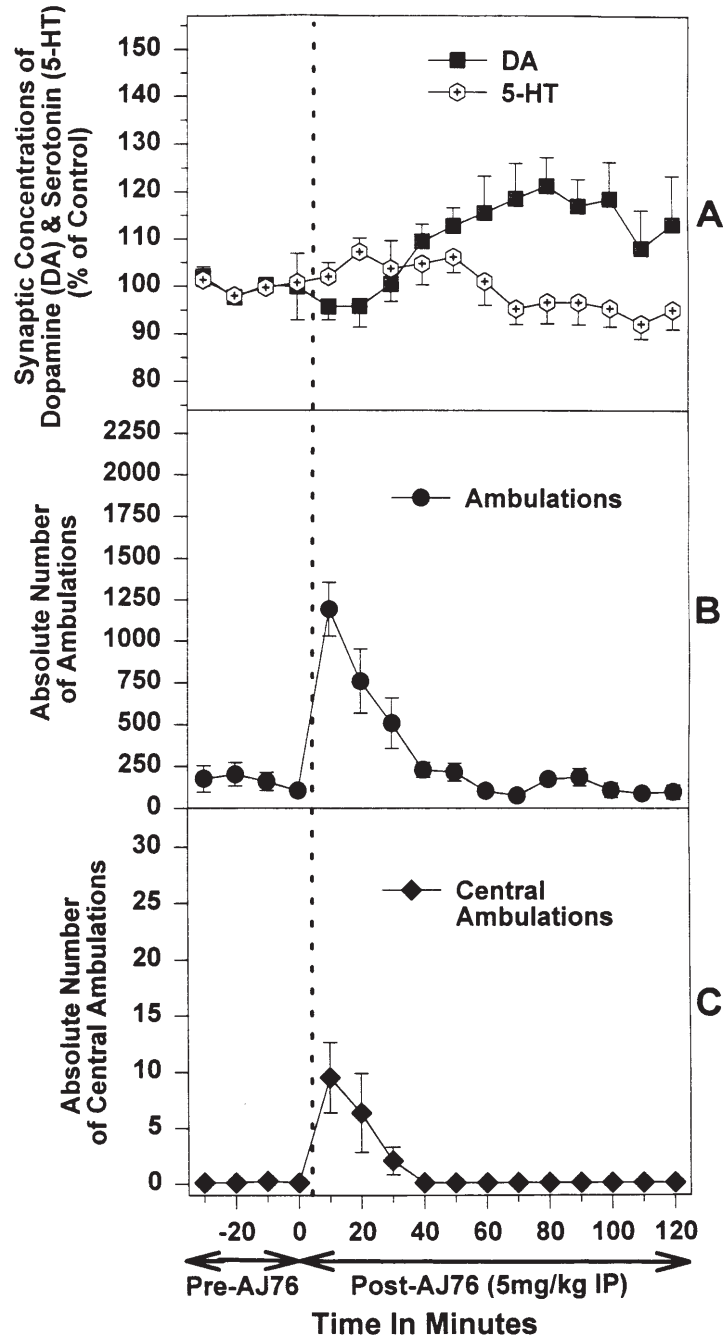 Synaptic Concentrations of
Dopamine (DA) & Serotonin (5-HT)
(% of Control)
150
140
130
120
110
100
90
80
DA
5-HT
A
Absolute Number
of Ambulations
2250
2000
1750
1500
1250
1000
750
500
250
0
Ambulations
B
Absolute Number
of Central Ambulations
30
25
20
15
10
5
0
Central
Ambulations
C
-20 0 20 40 60 80 100 120
Pre-AJ76 Post-AJ76 (5mg/kg IP)
Time In Minutes